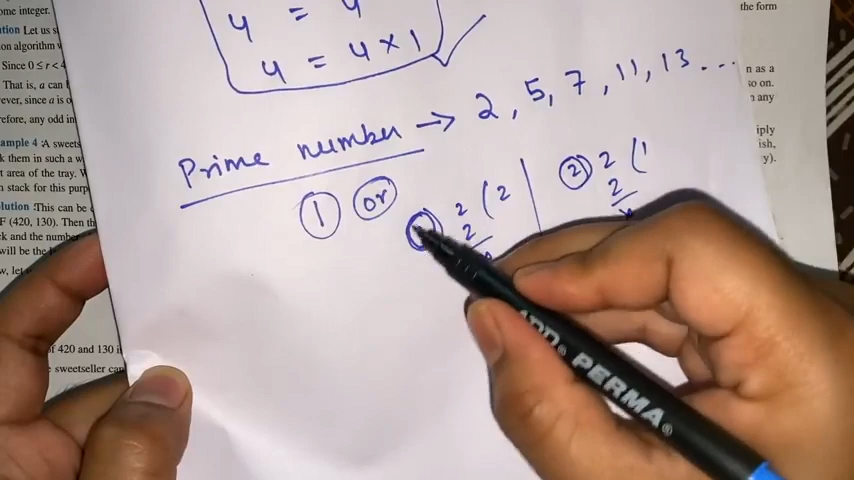 4 = 4
4 = 4 × 1
Prime number → 2, 5, 7, 11, 13 ...
① or
2 ( 2
2
② 2 ( 1
2
ADD PERMA
ome integer.
ution Let us s
on algorithm w
Since 0 ≤ r < 4
That is, a can b
ever, since a is o
refore, any odd in
ample 4 : A sweets
k them in such a w
t area of the tray. W
n stack for this purp
lution : This can be
F (420, 130). Then th
ck and the number
will be the
w, let
of 420 and 130 i
sweetseller can
the form
n as a
so on.
n any
iply
ish,
y).